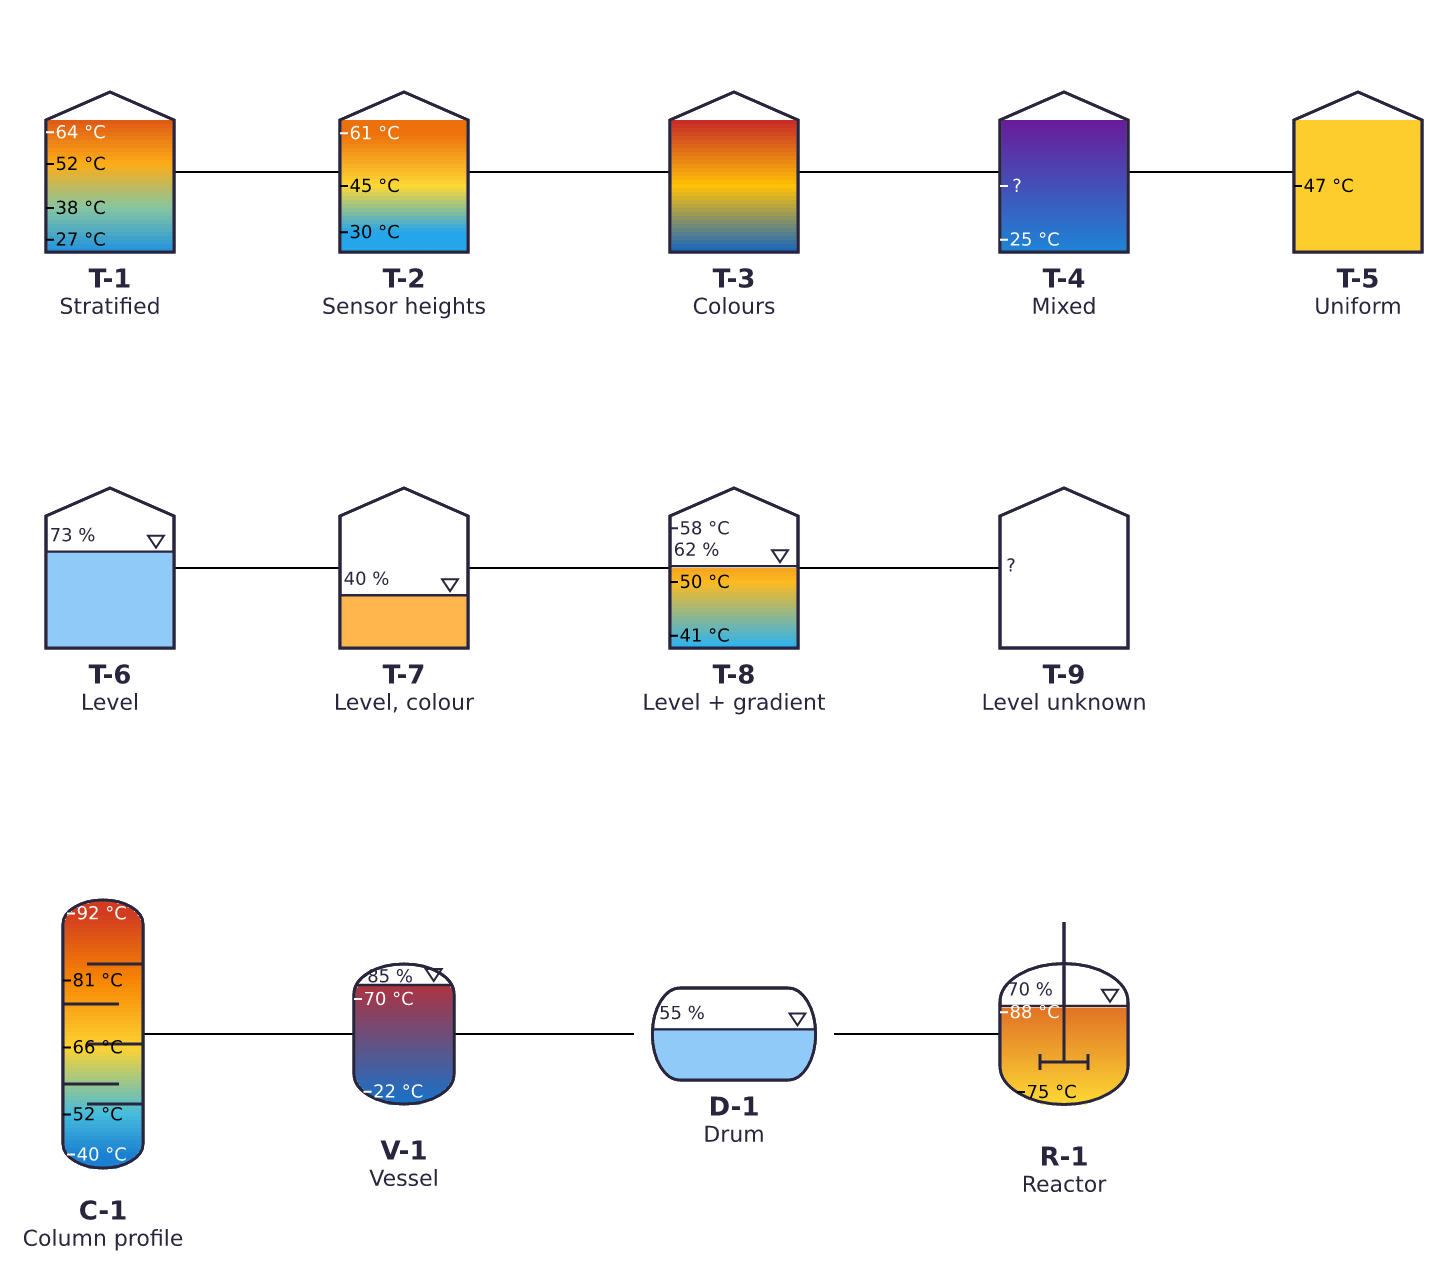 64 °C
52 °C
38 °C
27 °C
T-1
Stratified
61 °C
45 °C
30 °C
T-2
Sensor heights
T-3
Colours
?
25 °C
T-4
Mixed
47 °C
T-5
Uniform
73 %
T-6
Level
40 %
T-7
Level, colour
58 °C
62 %
50 °C
41 °C
T-8
Level + gradient
?
T-9
Level unknown
92 °C
81 °C
66 °C
52 °C
40 °C
C-1
Column profile
85 %
70 °C
22 °C
V-1
Vessel
55 %
D-1
Drum
70 %
88 °C
75 °C
R-1
Reactor